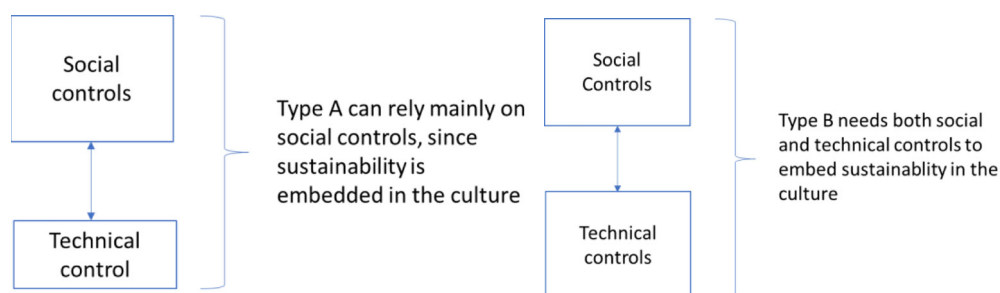 Social
controls
Technical
control
Type A can rely mainly on
social controls, since
sustainability is
embedded in the culture
Social
Controls
Technical
controls
Type B needs both social
and technical controls to
embed sustainablity in the
culture